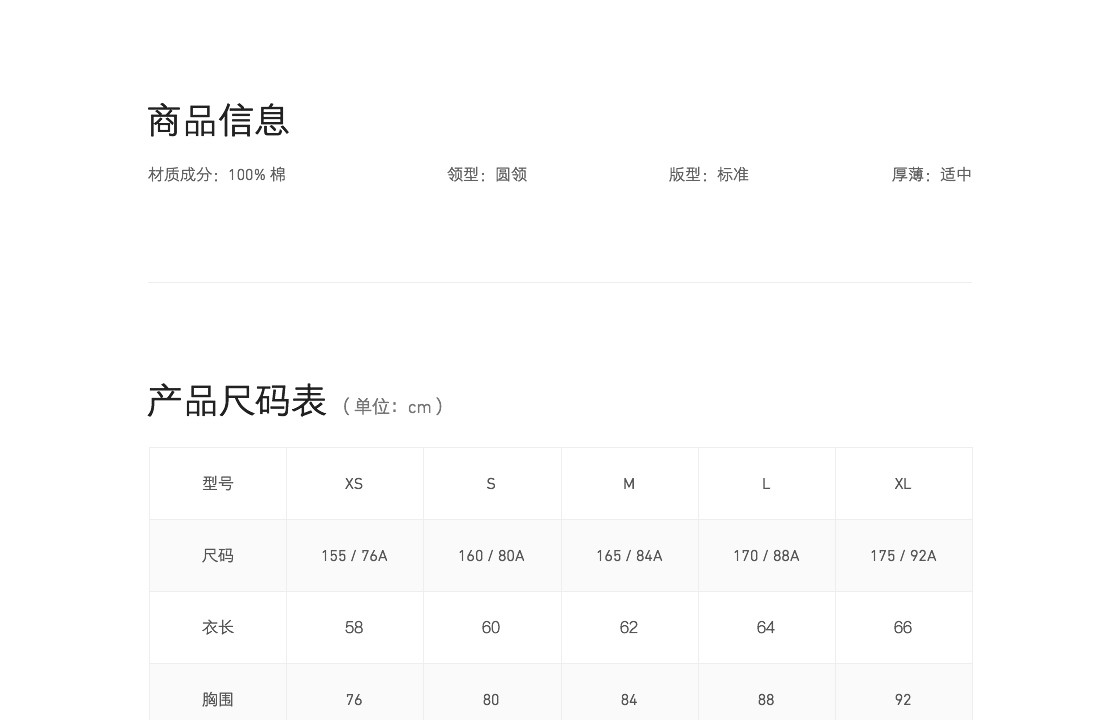 商品信息
材质成分：100% 棉 领型：圆领 版型：标准 厚薄：适中
产品尺码表（单位：cm）
型号 XS S M L XL
尺码 155 / 76A 160 / 80A 165 / 84A 170 / 88A 175 / 92A
衣长 58 60 62 64 66
胸围 76 80 84 88 92